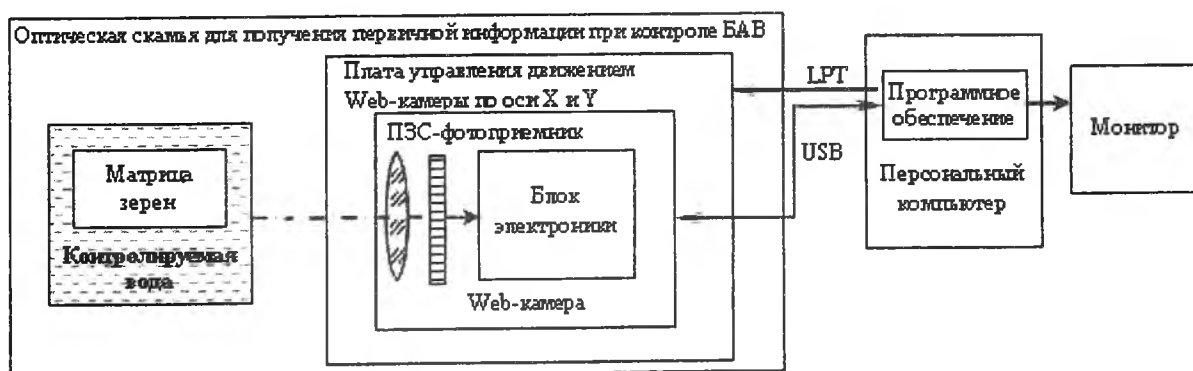 Оптическая скамья для получения первичной информации при контроле БАВ
Плата управления движением
Web-камеры по оси X и Y
ПЗС-фотоприемник
Матрица
зерен
Контролируемая
вода
Блок
электроники
Web-камера
LPT
USB
Программное
обеспечение
Персональный
компьютер
Монитор